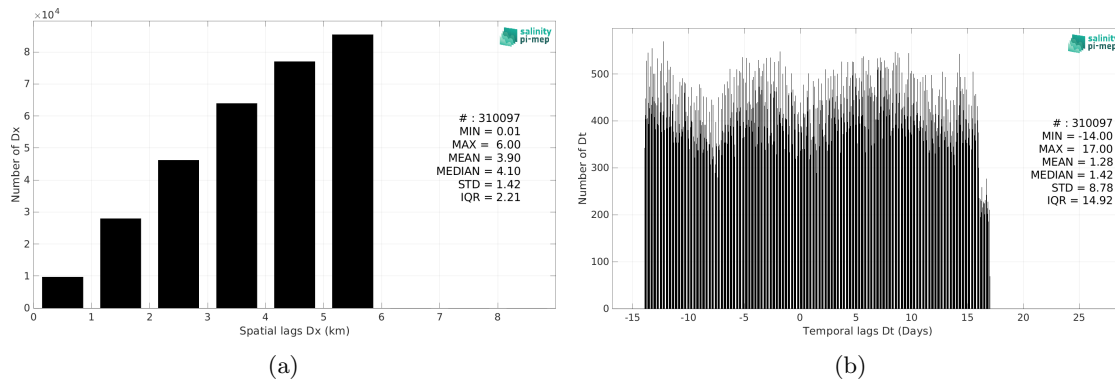 ×10⁴
salinity
pi-mep
Number of Dx
8
7
6
5
4
3
2
1
0
# : 310097
MIN = 0.01
MAX = 6.00
MEAN = 3.90
MEDIAN = 4.10
STD = 1.42
IQR = 2.21
0 1 2 3 4 5 6 7 8
Spatial lags Dx (km)
(a)
salinity
pi-mep
Number of Dt
500
400
300
200
100
0
# : 310097
MIN = -14.00
MAX = 17.00
MEAN = 1.28
MEDIAN = 1.42
STD = 8.78
IQR = 14.92
-15 -10 -5 0 5 10 15 20 25
Temporal lags Dt (Days)
(b)